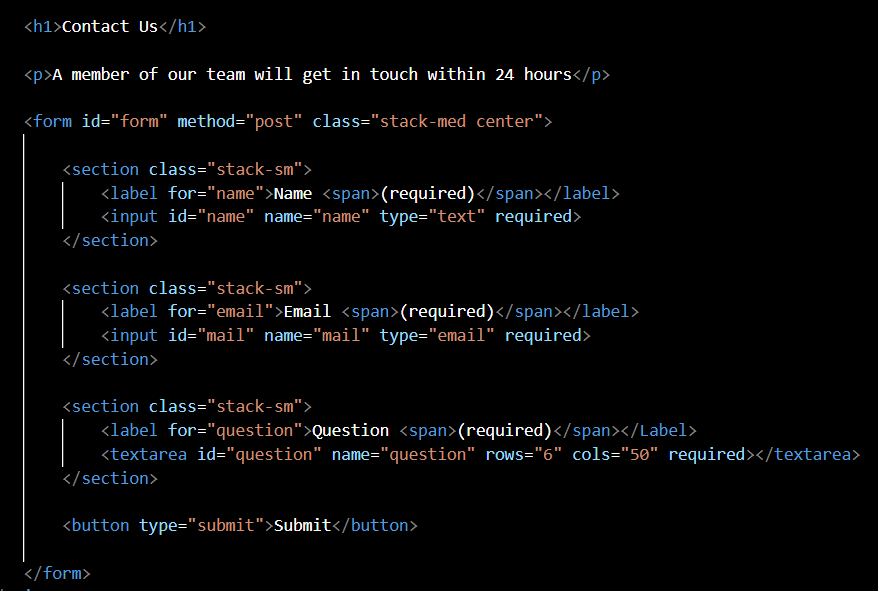 <h1>Contact Us</h1>
<p>A member of our team will get in touch within 24 hours</p>
<form id="form" method="post" class="stack-med center">
<section class="stack-sm">
<label for="name">Name <span>(required)</span></label>
<input id="name" name="name" type="text" required>
</section>
<section class="stack-sm">
<label for="email">Email <span>(required)</span></label>
<input id="mail" name="mail" type="email" required>
</section>
<section class="stack-sm">
<label for="question">Question <span>(required)</span></Label>
<textarea id="question" name="question" rows="6" cols="50" required></textarea>
</section>
<button type="submit">Submit</button>
</form>